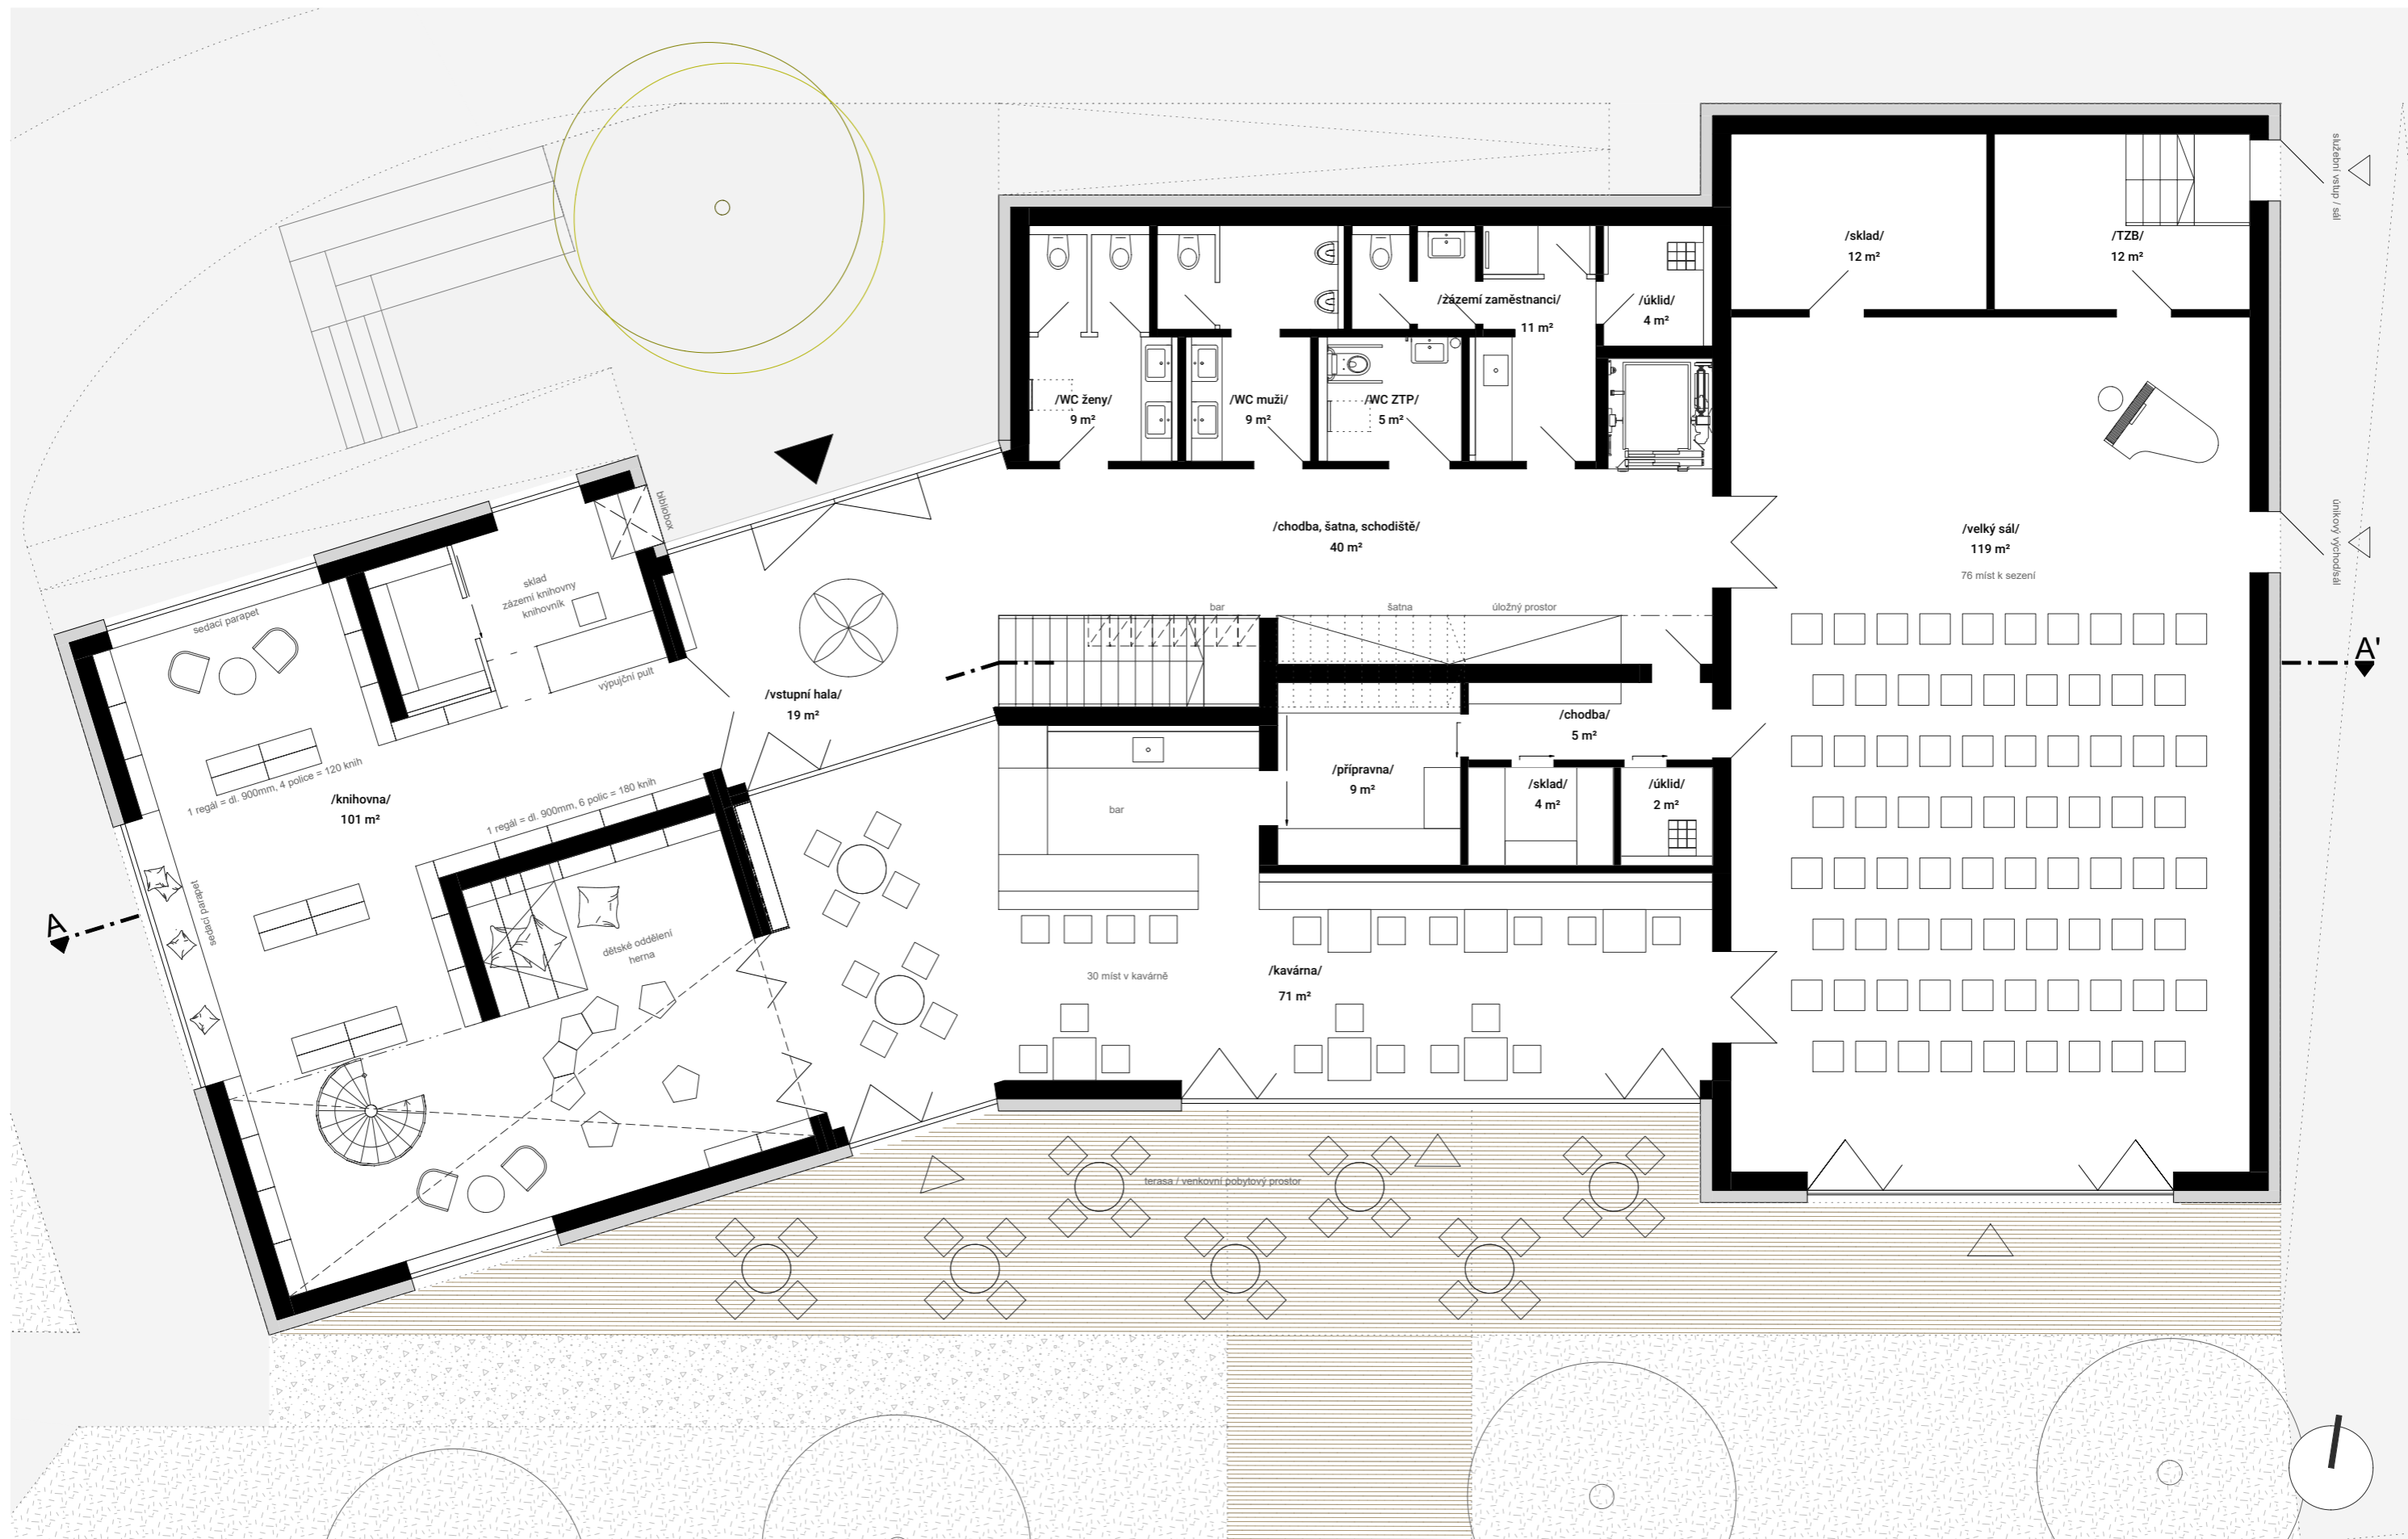 služební vstup / sál
/sklad/
12 m²
/TZB/
12 m²
/zázemí zaměstnanci/
11 m²
/úklid/
4 m²
/WC ženy/
9 m²
/WC muži/
9 m²
/WC ZTP/
5 m²
bibliobox
únikový východ/sál
/chodba, šatna, schodiště/
40 m²
/velký sál/
119 m²
76 míst k sezení
sklad
zázemí knihovny
knihovník
sedací parapet
bar
šatna
úložný prostor
A'
výpujční pult
/vstupní hala/
19 m²
/chodba/
5 m²
1 regál = dl. 900mm, 4 police = 120 knih
1 regál = dl. 900mm, 6 polic = 180 knih
/knihovna/
101 m²
bar
/přípravna/
9 m²
/sklad/
4 m²
/úklid/
2 m²
sedací parapet
A
dětské oddělení
herna
30 míst v kavárně
/kavárna/
71 m²
terasa / venkovní pobytový prostor